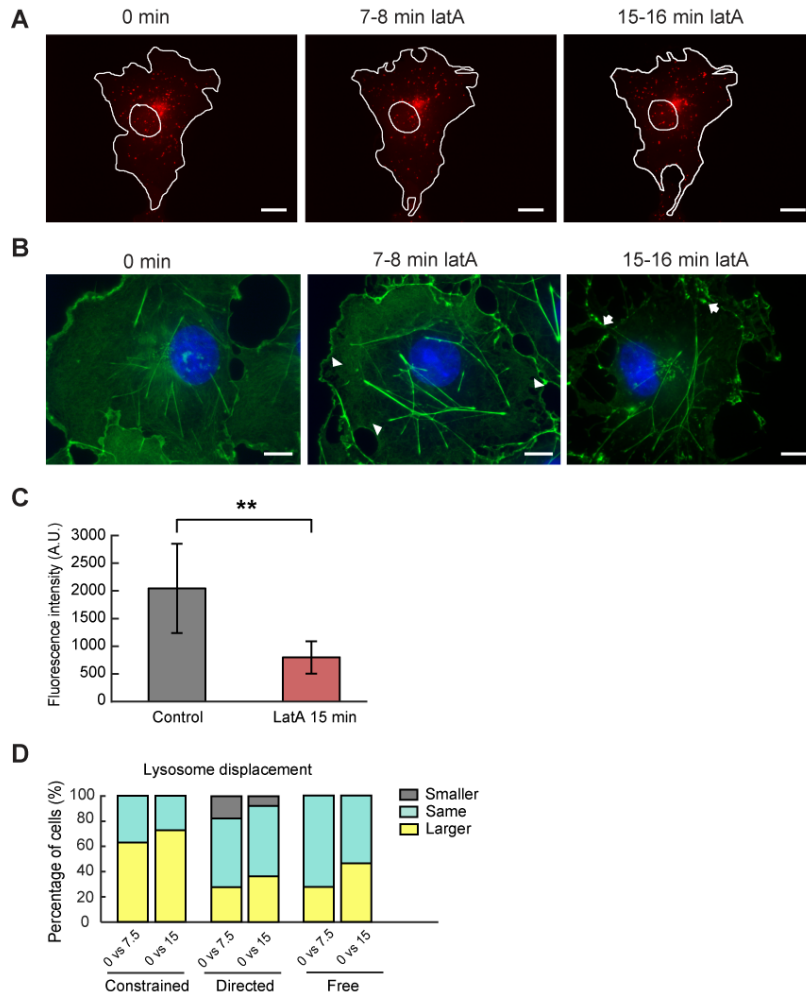 A
0 min
7-8 min latA
15-16 min latA
B
0 min
7-8 min latA
15-16 min latA
C
**
Fluorescence intensity (A.U.)
3000
2500
2000
1500
1000
500
0
Control
LatA 15 min
D
Lysosome displacement
Percentage of cells (%)
100
80
60
40
20
0
Smaller
Same
Larger
0 vs 7.5
0 vs 15
0 vs 7.5
0 vs 15
0 vs 7.5
0 vs 15
Constrained
Directed
Free